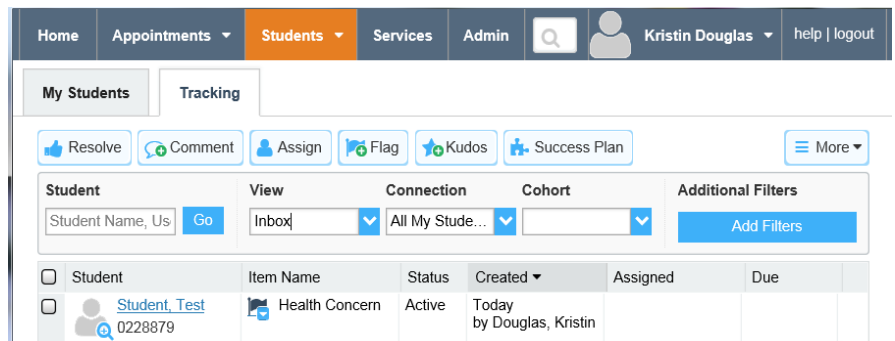 Home Appointments Students Services Admin Kristin Douglas help | logout
My Students Tracking
Resolve Comment Assign Flag Kudos Success Plan More
Student View Connection Cohort Additional Filters
Student Name, Us Go Inbox All My Stude... Add Filters
Student Item Name Status Created Assigned Due
Student, Test Health Concern Active Today
0228879 by Douglas, Kristin